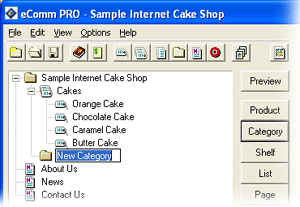 eComm PRO - Sample Internet Cake Shop
File Edit View Options Help
Sample Internet Cake Shop
Cakes
Orange Cake
Chocolate Cake
Caramel Cake
Butter Cake
New Category
About Us
News
Contact Us
Preview
Product
Category
Shelf
List
Page